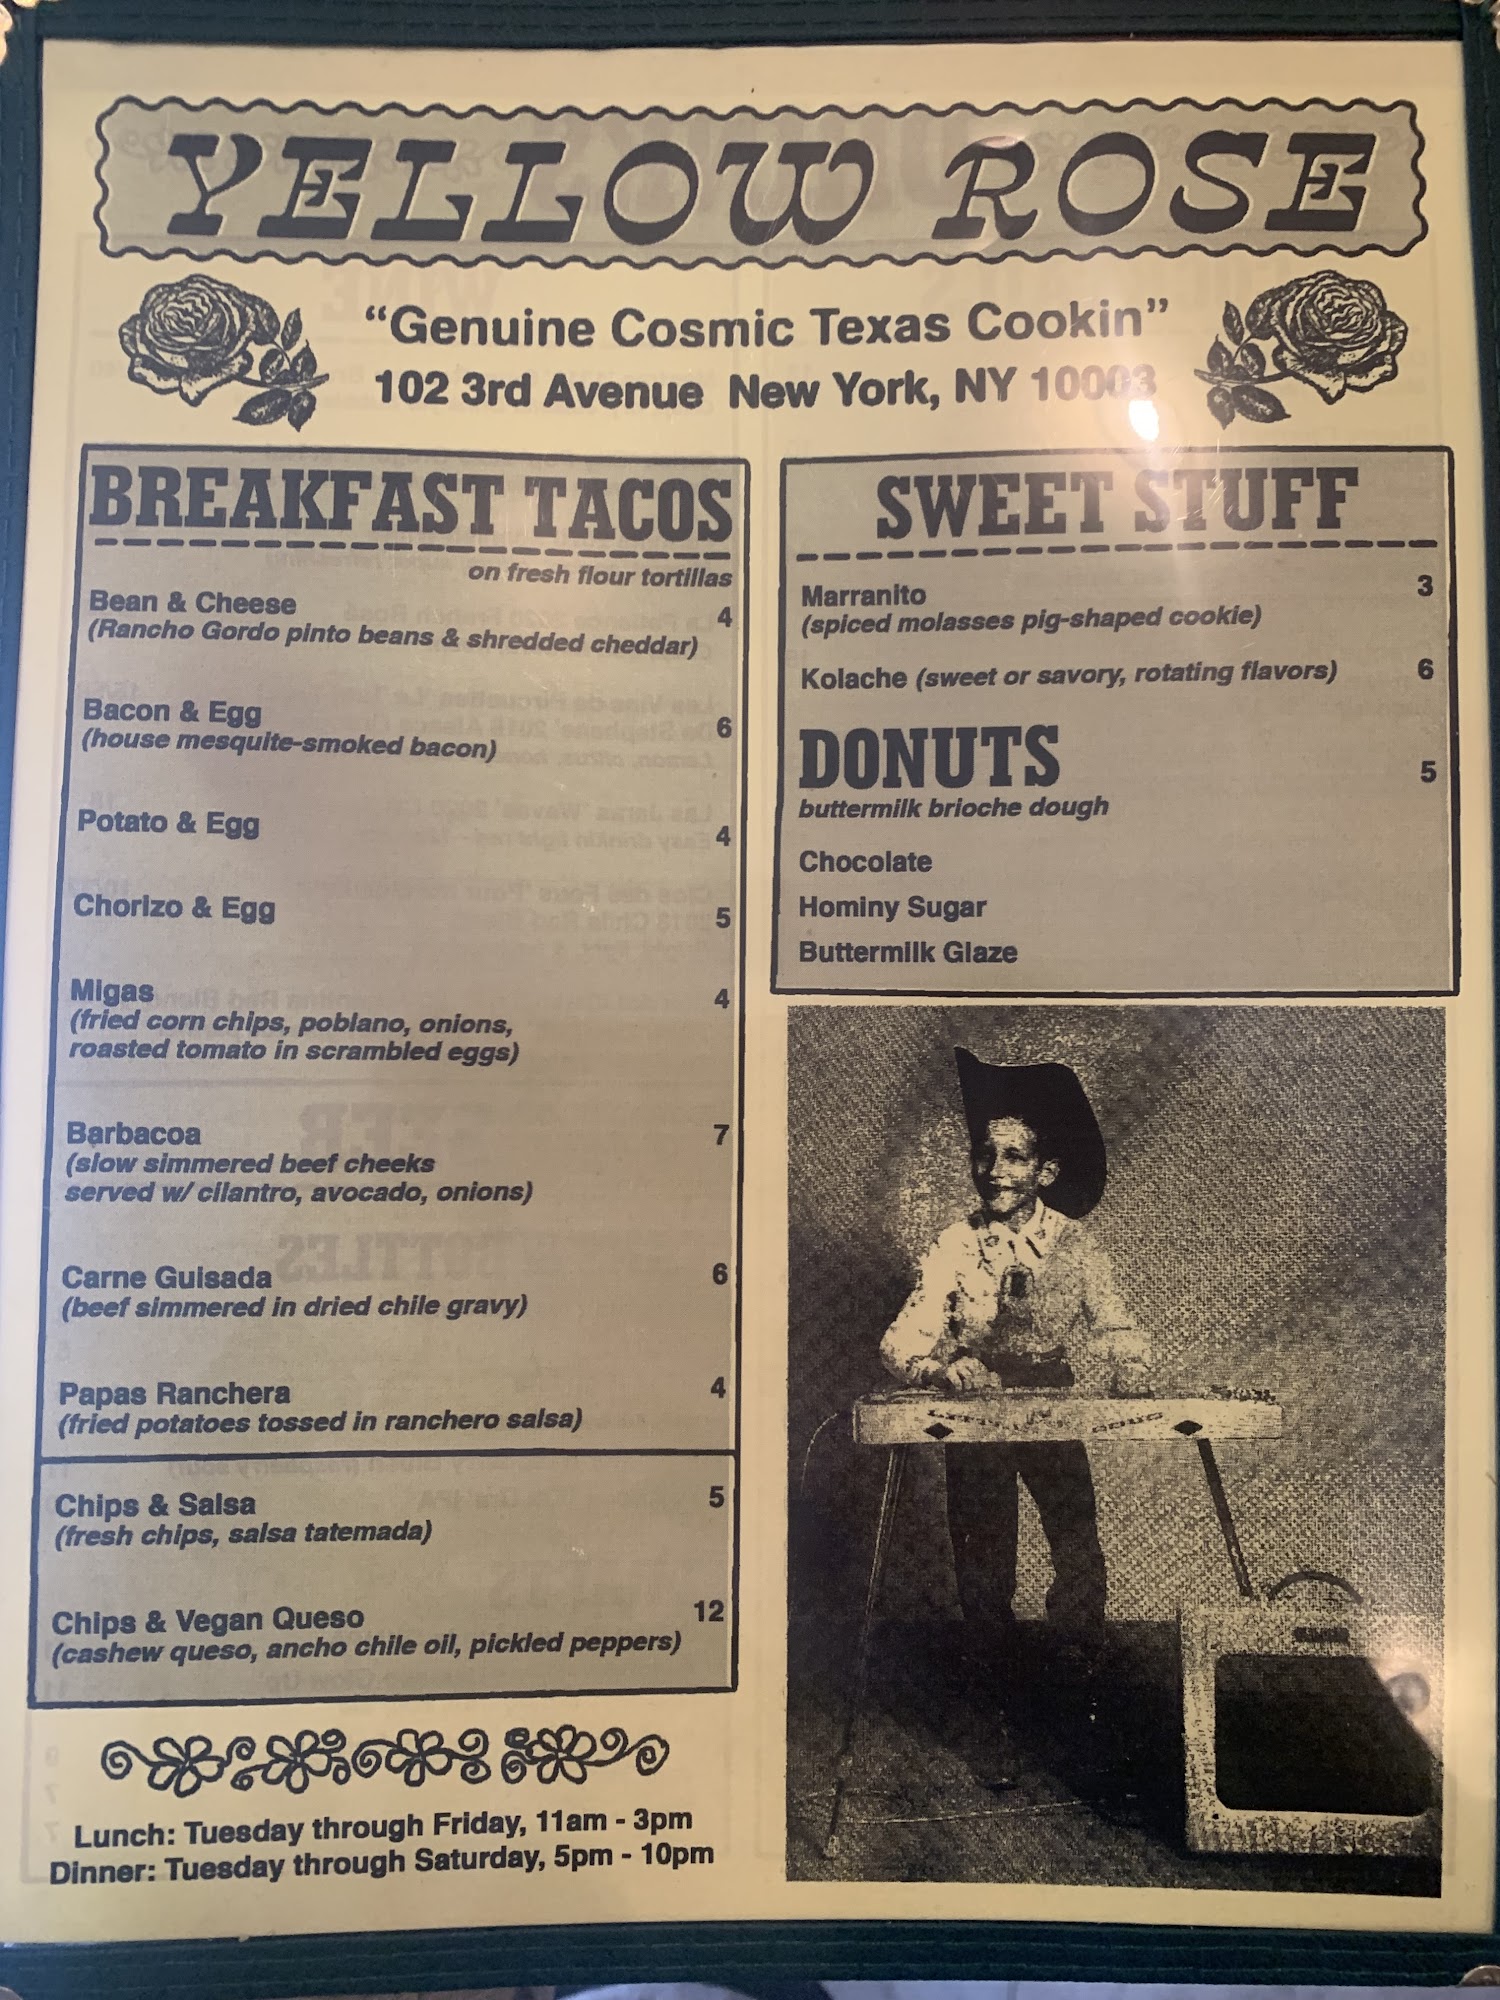 YELLOW ROSE
“Genuine Cosmic Texas Cookin”
102 3rd Avenue New York, NY 10003
BREAKFAST TACOS
on fresh flour tortillas
Bean & Cheese 4
(Rancho Gordo pinto beans & shredded cheddar)
Bacon & Egg 6
(house mesquite-smoked bacon)
Potato & Egg 4
Chorizo & Egg 5
Migas 4
(fried corn chips, poblano, onions,
roasted tomato in scrambled eggs)
Barbacoa 7
(slow simmered beef cheeks
served w/ cilantro, avocado, onions)
Carne Guisada 6
(beef simmered in dried chile gravy)
Papas Ranchera 4
(fried potatoes tossed in ranchero salsa)
Chips & Salsa 5
(fresh chips, salsa tatemada)
Chips & Vegan Queso 12
(cashew queso, ancho chile oil, pickled peppers)
Lunch: Tuesday through Friday, 11am - 3pm
Dinner: Tuesday through Saturday, 5pm - 10pm
SWEET STUFF
Marranito 3
(spiced molasses pig-shaped cookie)
Kolache (sweet or savory, rotating flavors) 6
DONUTS 5
buttermilk brioche dough
Chocolate
Hominy Sugar
Buttermilk Glaze
DOUG